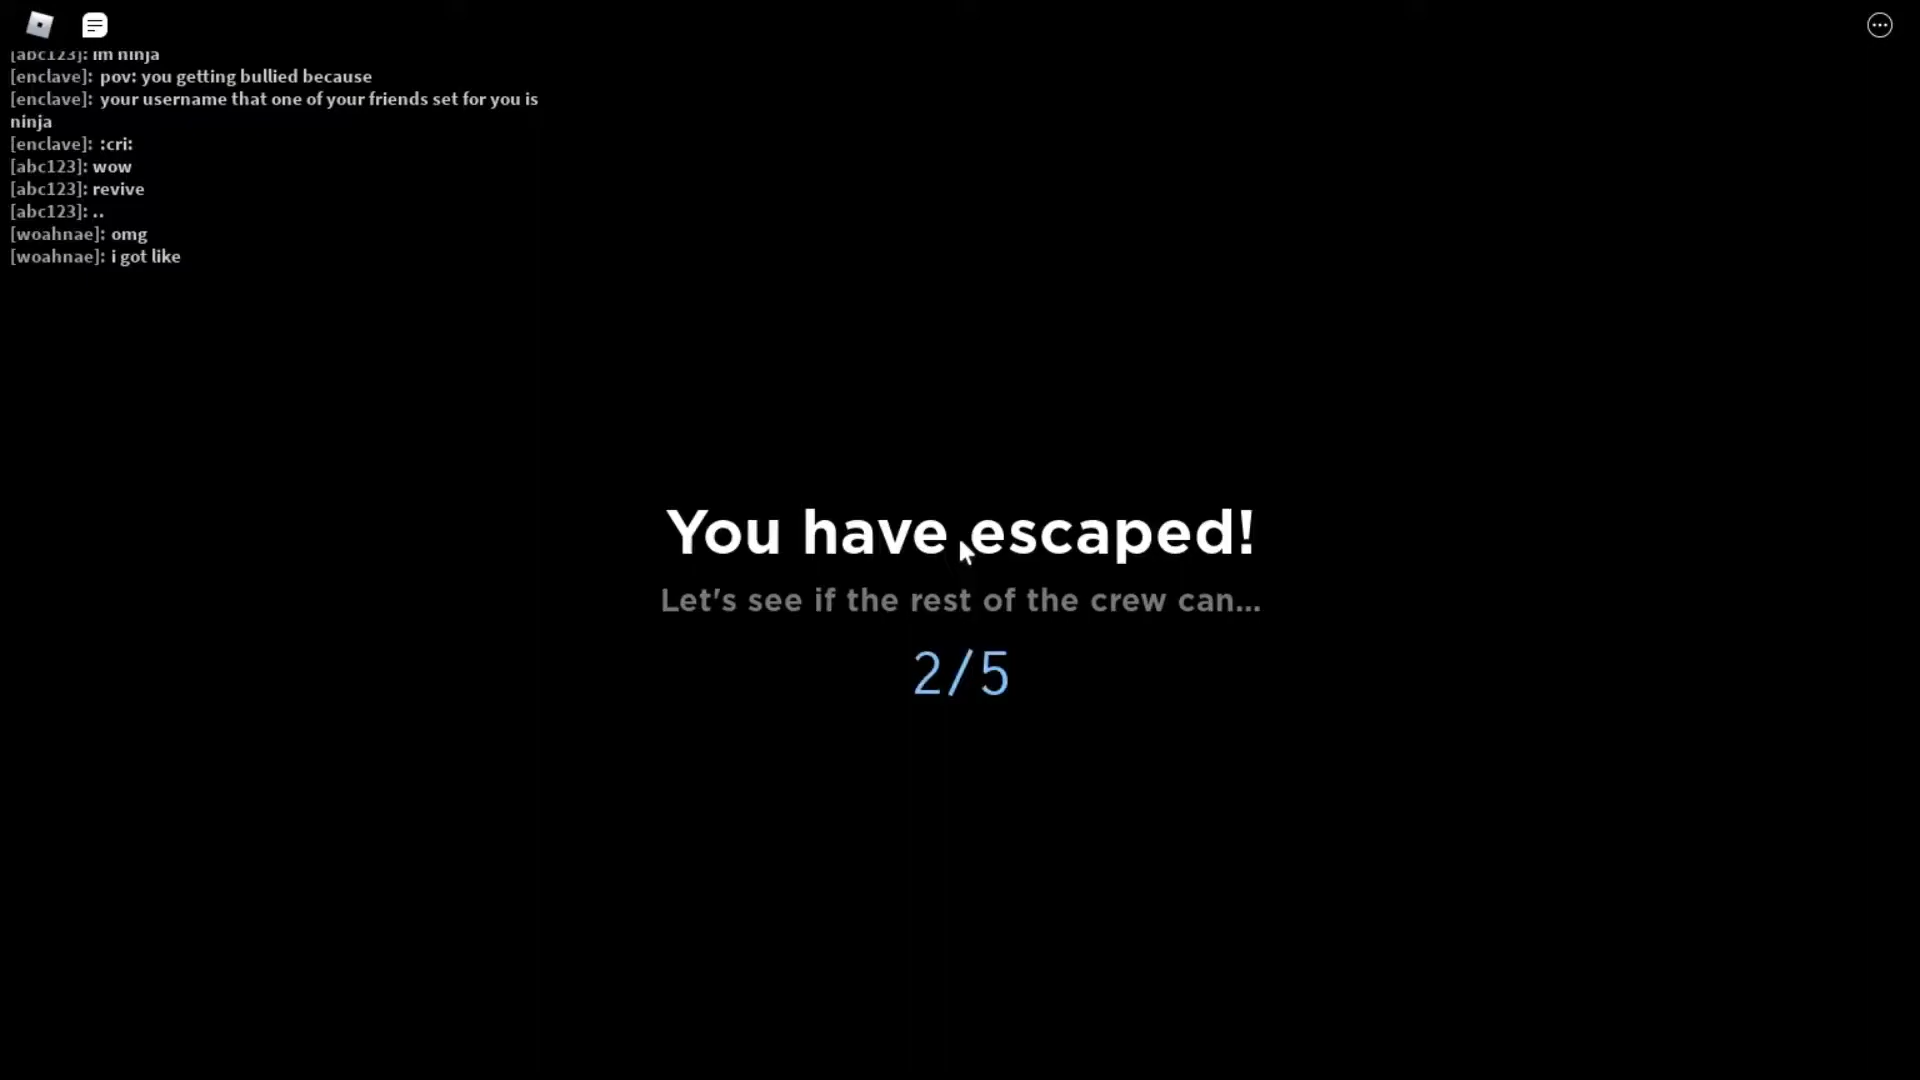 [abc123]: im ninja
[enclave]: pov: you getting bullied because
[enclave]: your username that one of your friends set for you is
ninja
[enclave]: :cri:
[abc123]: wow
[abc123]: revive
[abc123]: ..
[woahnae]: omg
[woahnae]: i got like
You have escaped!
Let's see if the rest of the crew can...
2/5